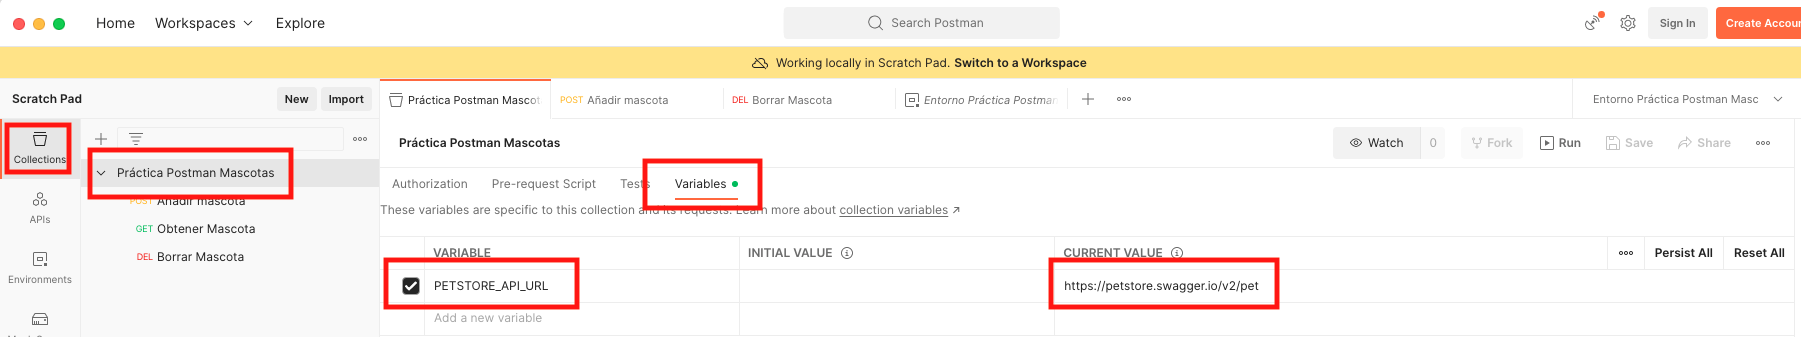 Home Workspaces Explore Search Postman Sign In Create Accou
Working locally in Scratch Pad. Switch to a Workspace
Scratch Pad New Import Práctica Postman Mascot POST Añadir mascota DEL Borrar Mascota Entorno Práctica Postma Entorno Práctica Postman Masc
Collections
Práctica Postman Mascotas
POST Añadir mascota
GET Obtener Mascota
DEL Borrar Mascota
APIs
Environments
Práctica Postman Mascotas Watch 0 Fork Run Save Share
Authorization Pre-request Script Tests Variables
These variables are specific to this collection and its requests. Learn more about collection variables ↗
VARIABLE INITIAL VALUE CURRENT VALUE Persist All Reset All
PETSTORE_API_URL https://petstore.swagger.io/v2/pet
Add a new variable